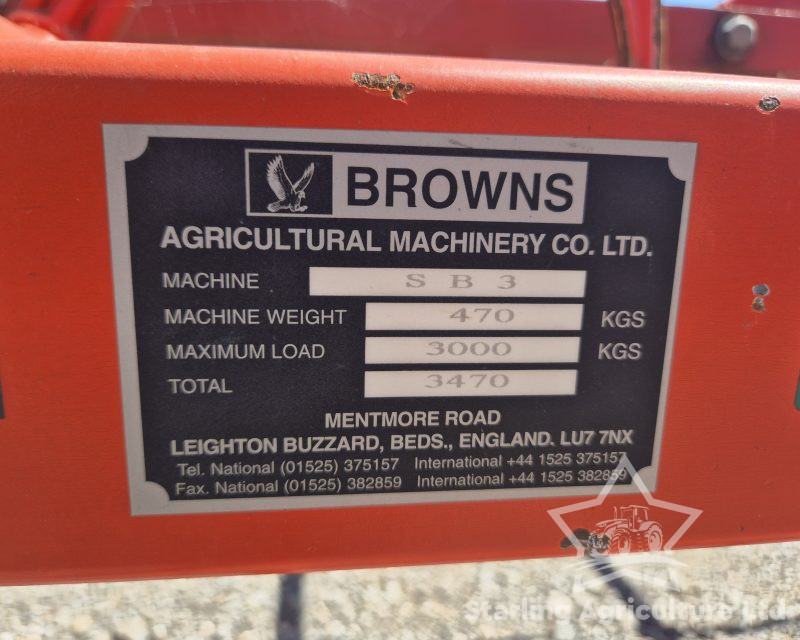 BROWNS
AGRICULTURAL MACHINERY CO. LTD.
MACHINE S B 3
MACHINE WEIGHT 470 KGS
MAXIMUM LOAD 3000 KGS
TOTAL 3470
MENTMORE ROAD
LEIGHTON BUZZARD, BEDS., ENGLAND. LU7 7NX
Tel. National (01525) 375157 International +44 1525 375157
Fax. National (01525) 382859 International +44 1525 382859
Starling Agriculture Ltd